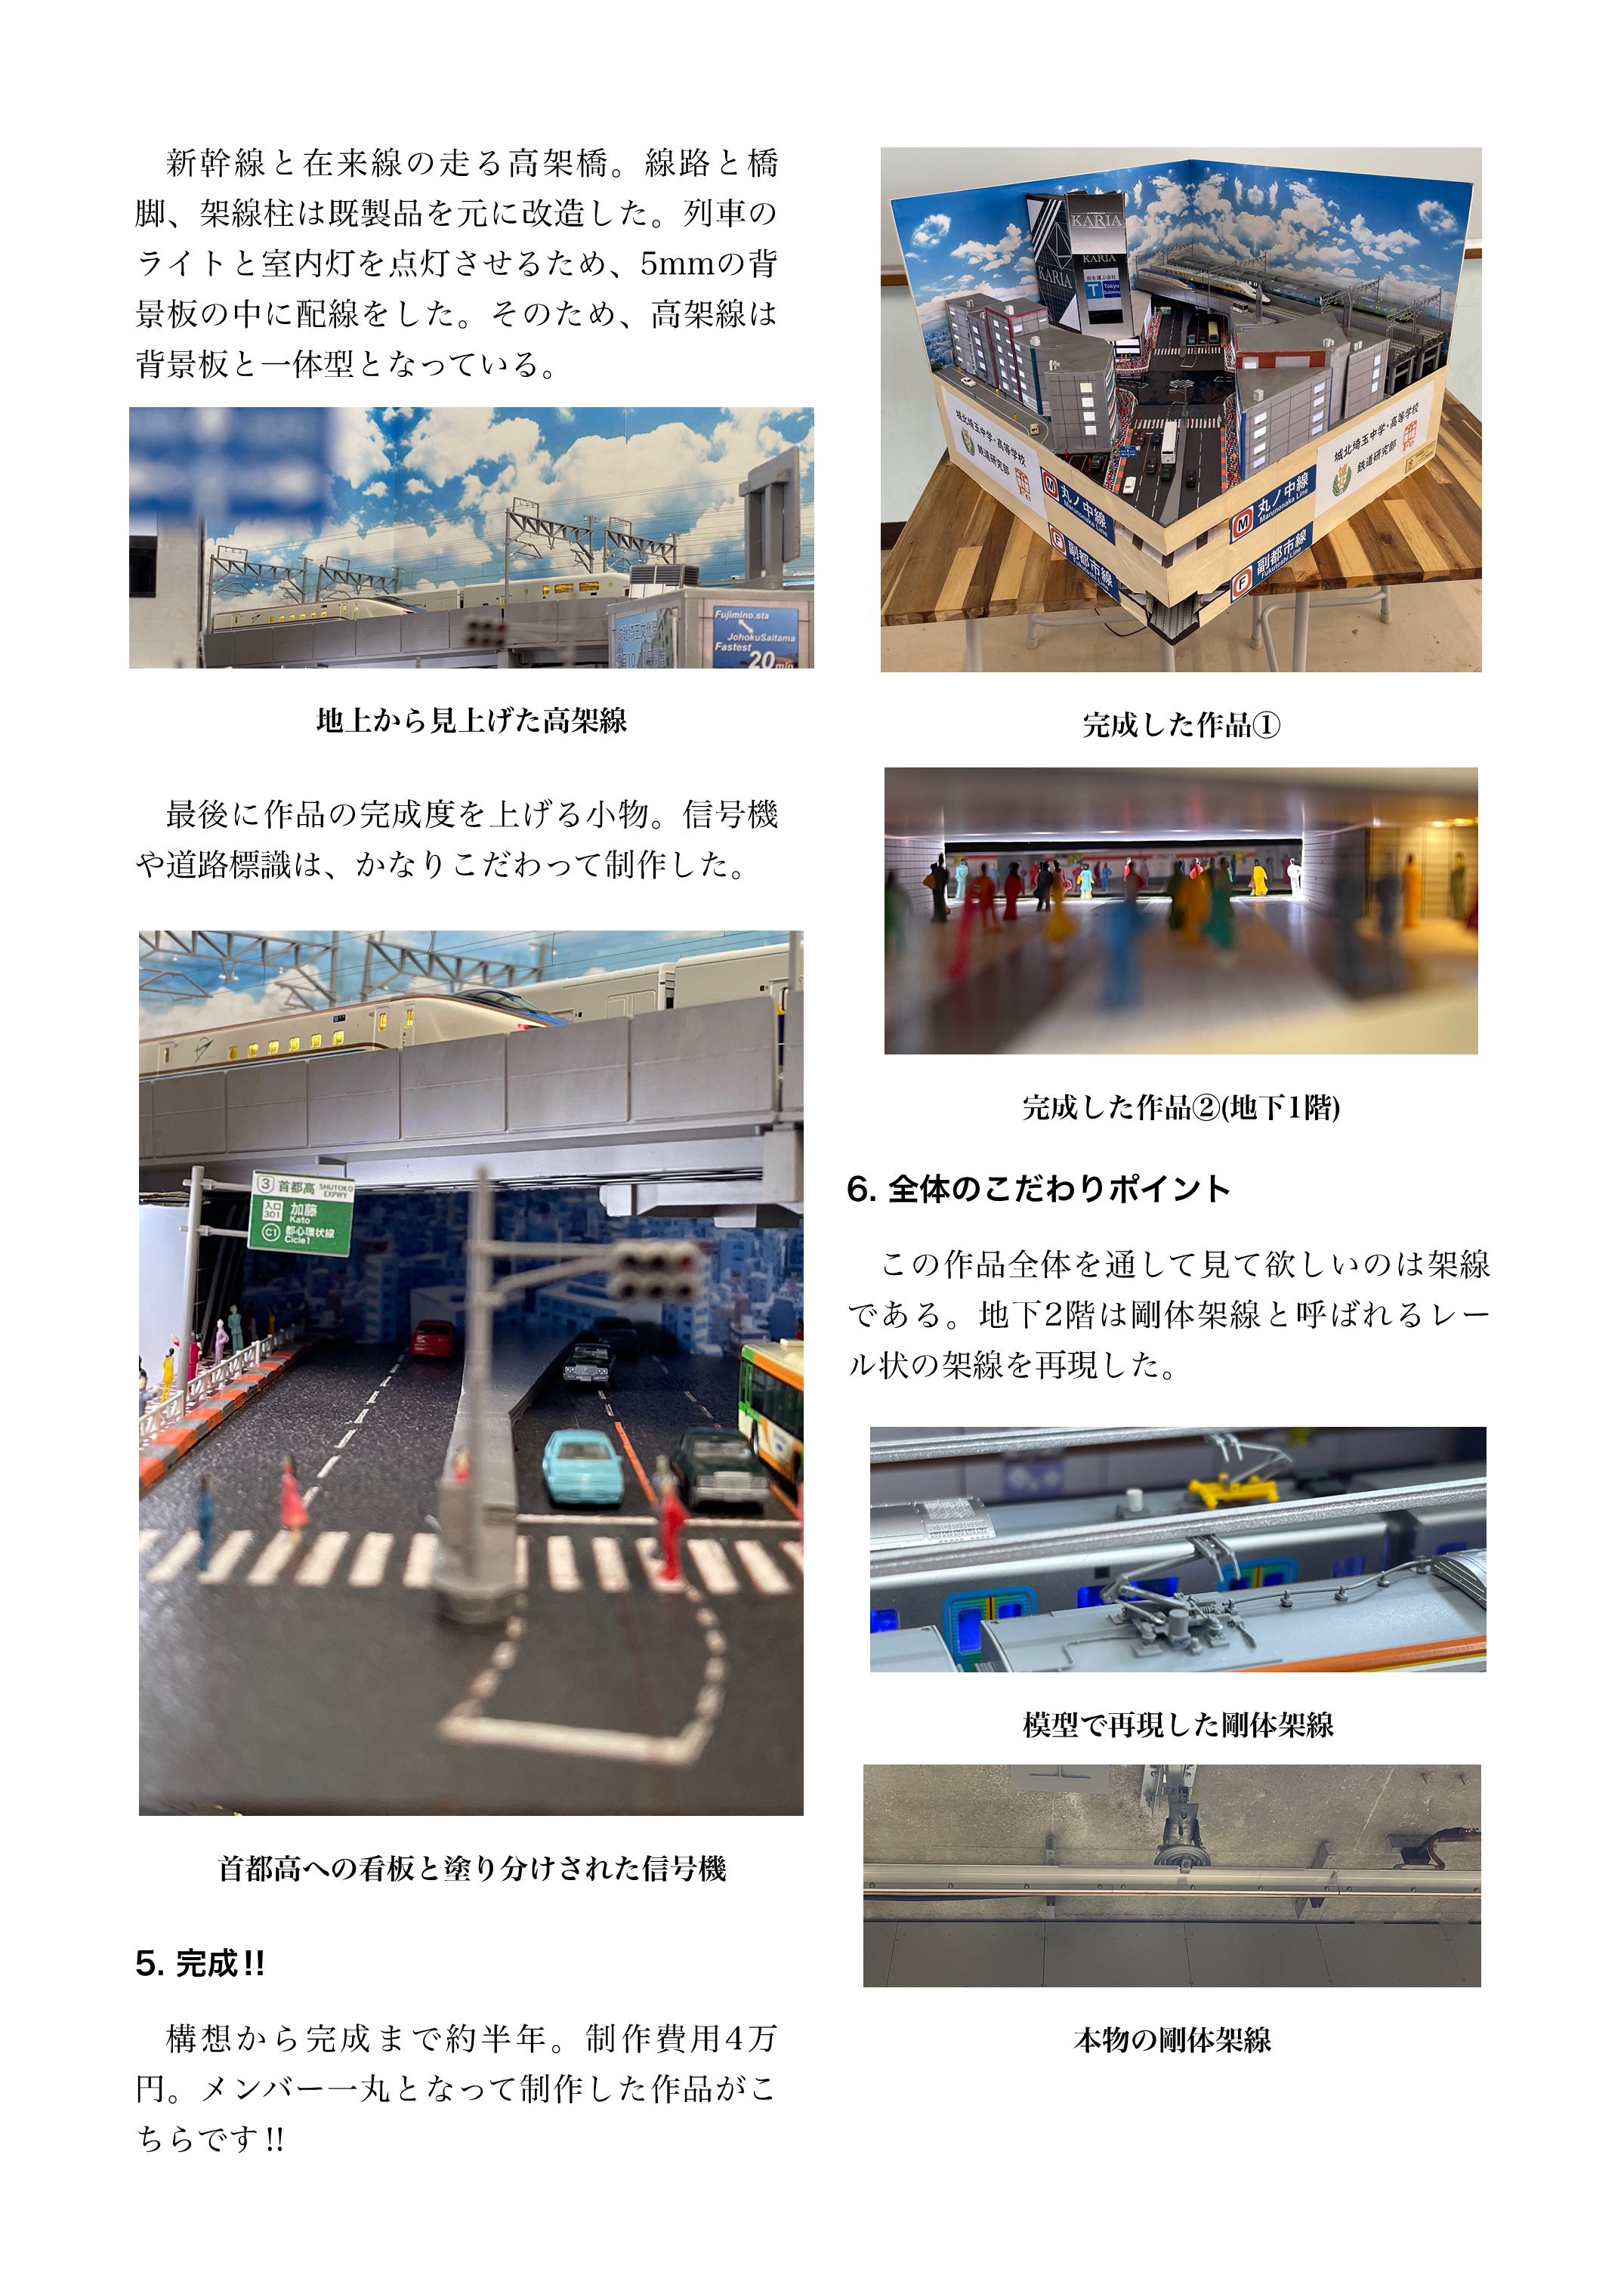 新幹線と在来線の走る高架橋。線路と橋
脚、架線柱は既製品を元に改造した。列車の
ライトと室内灯を点灯させるため、5mmの背
景板の中に配線をした。そのため、高架線は
背景板と一体型となっている。
Fujimino.sta
JohokuSaitama
Fastest
20min
地上から見上げた高架線
最後に作品の完成度を上げる小物。信号機
や道路標識は、かなりこだわって制作した。
3 首都高 SHUTOKO
EXPWY
入口
301
加藤
Kato
C1 都心環状線
Cicle1
首都高への看板と塗り分けされた信号機
5. 完成!!
構想から完成まで約半年。制作費用4万
円。メンバー一丸となって制作した作品がこ
ちらです!!
KARIA
KARIA
KARIA
T Tokyo
Subway
城北埼玉中学・高等学校
鉄道研究部
城北埼玉中学・高等学校
鉄道研究部
M 丸ノ中線
Marunonaka Line
M 丸ノ中線
Marunonaka Line
F 副都市線
Fukutoshi Line
F 副都市線
Fukutoshi Line
完成した作品①
完成した作品②(地下1階)
6. 全体のこだわりポイント
この作品全体を通して見て欲しいのは架線
である。地下2階は剛体架線と呼ばれるレー
ル状の架線を再現した。
模型で再現した剛体架線
本物の剛体架線